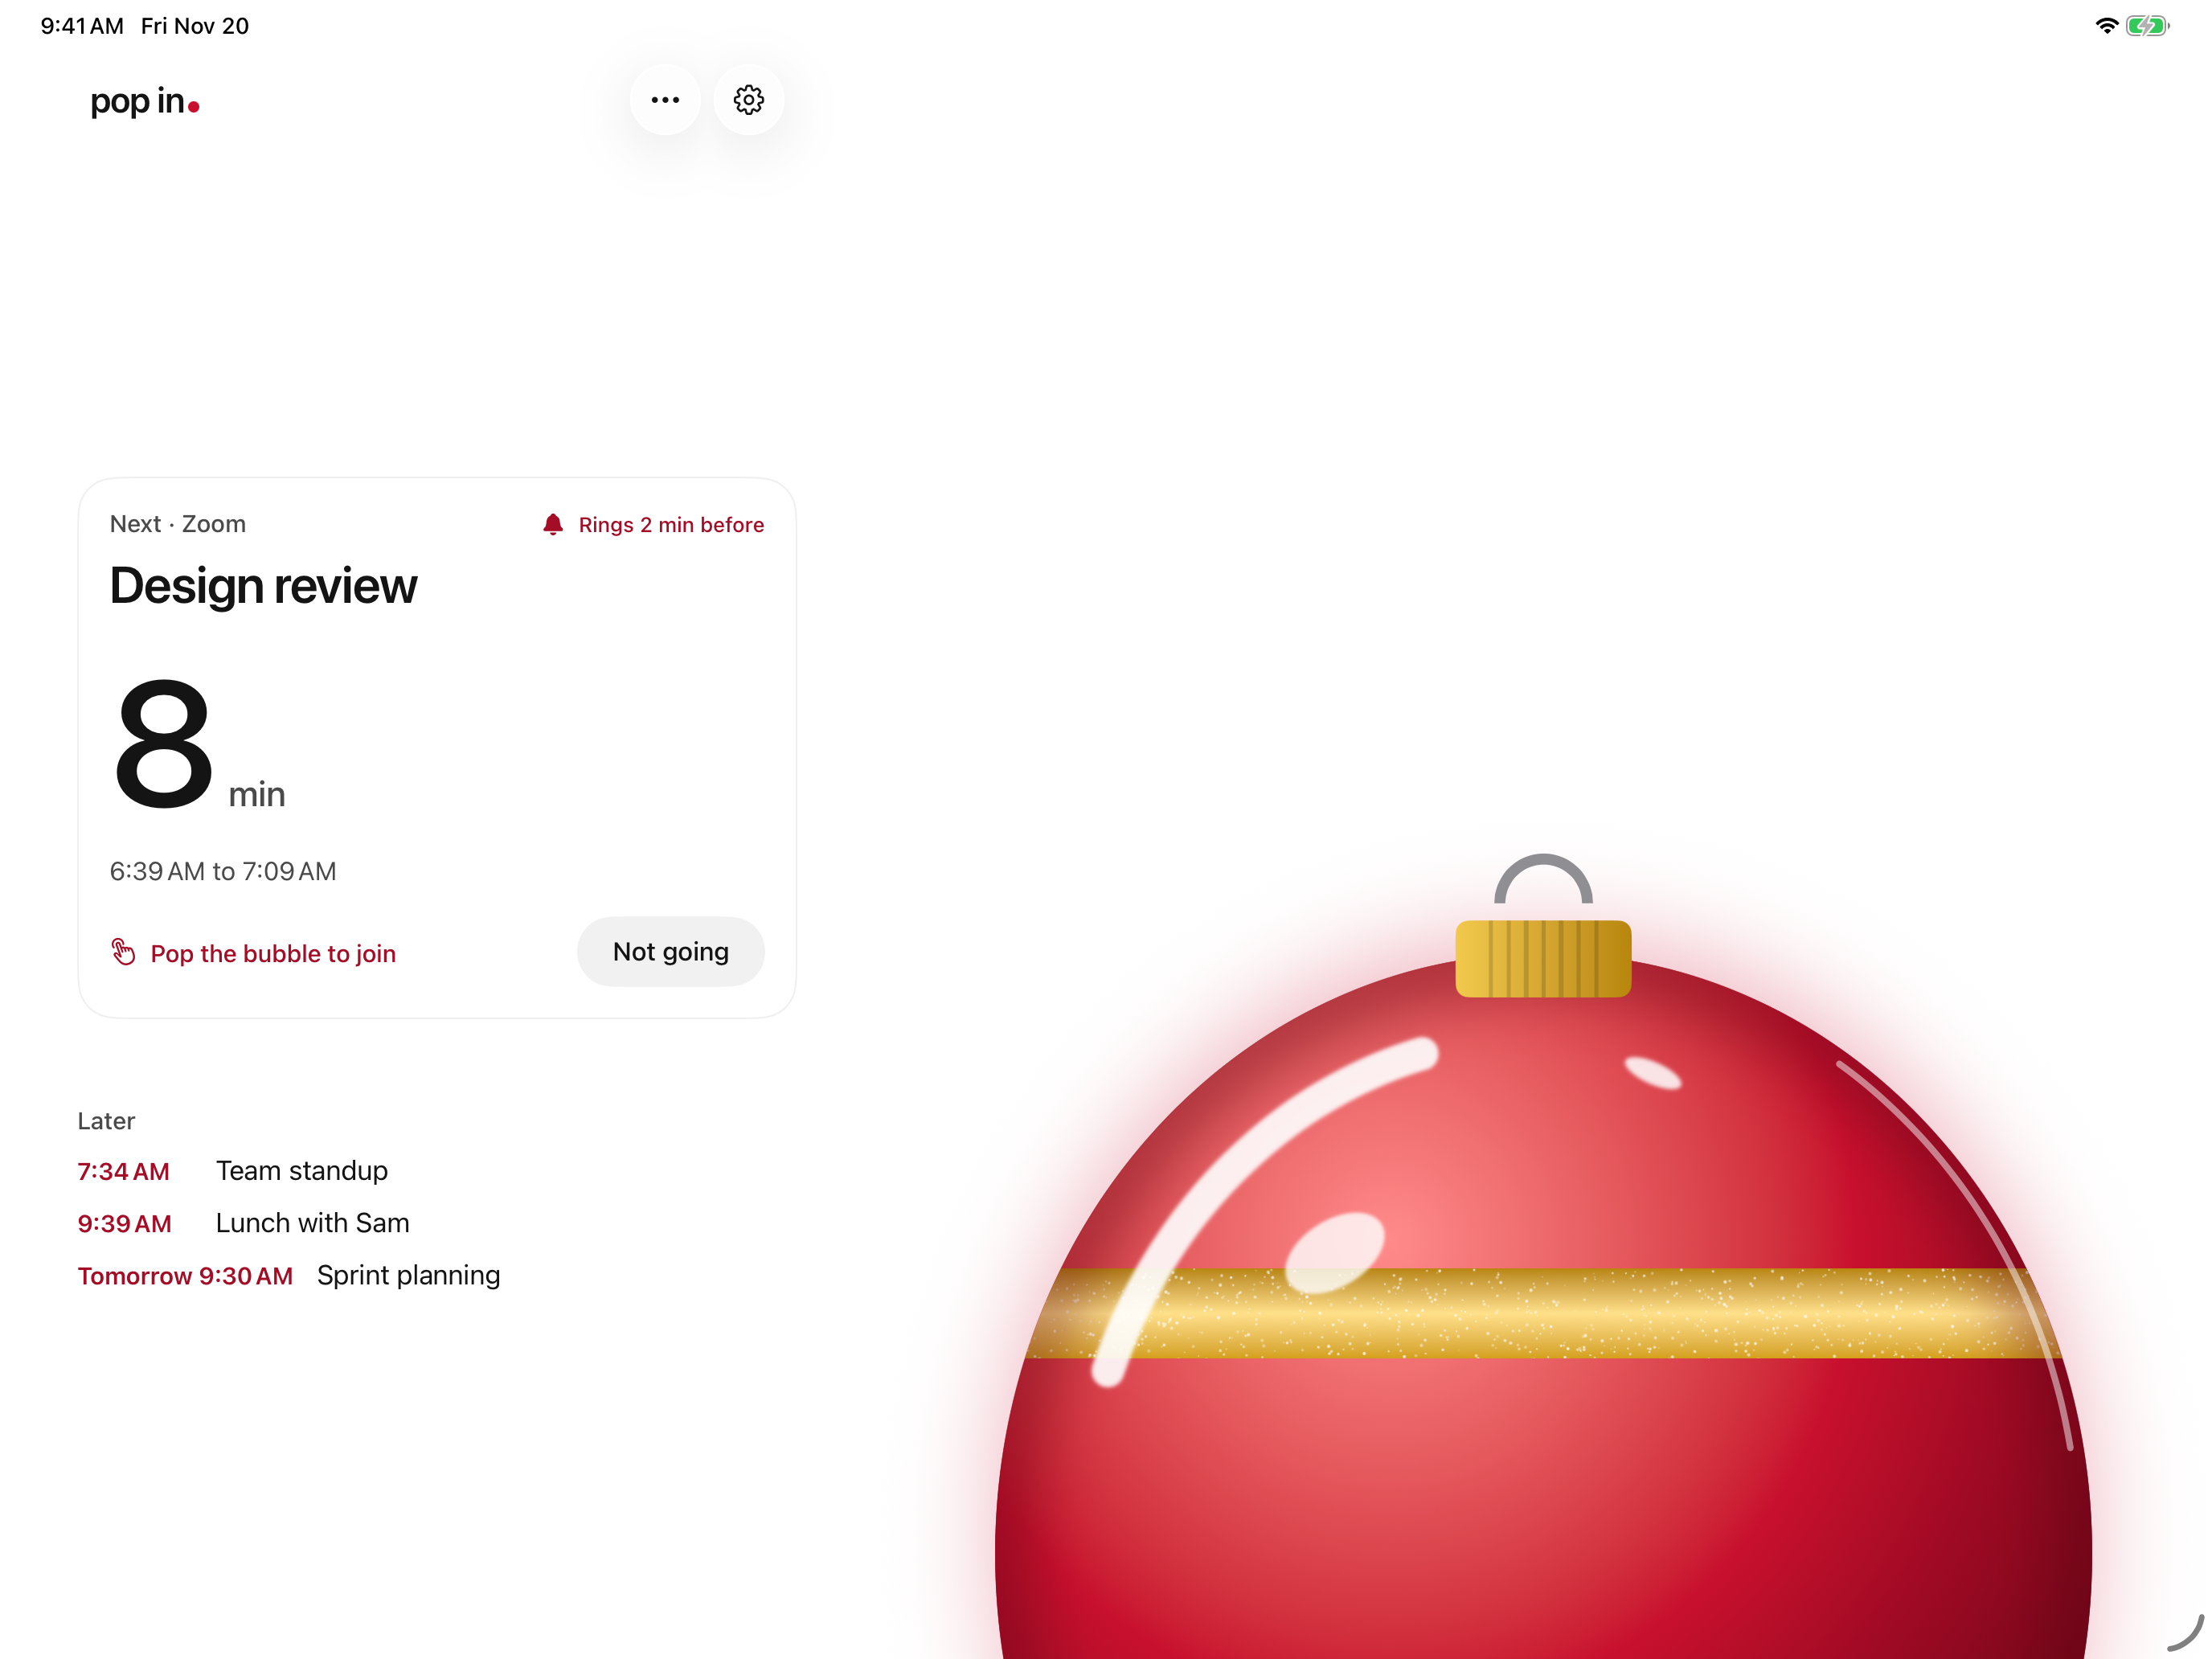 9:41 AM Fri Nov 20
pop in.
Next · Zoom
Rings 2 min before
Design review
8 min
6:39 AM to 7:09 AM
Pop the bubble to join
Not going
Later
7:34 AM Team standup
9:39 AM Lunch with Sam
Tomorrow 9:30 AM Sprint planning